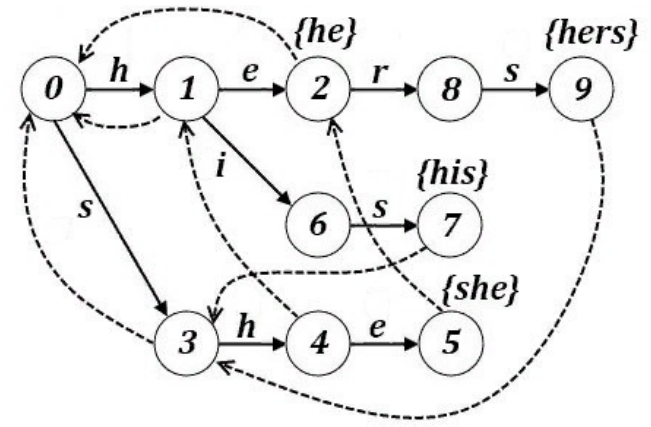 {he} {hers}
0 h 1 e 2 r 8 s 9
i {his}
s 6 s 7
{she}
3 h 4 e 5